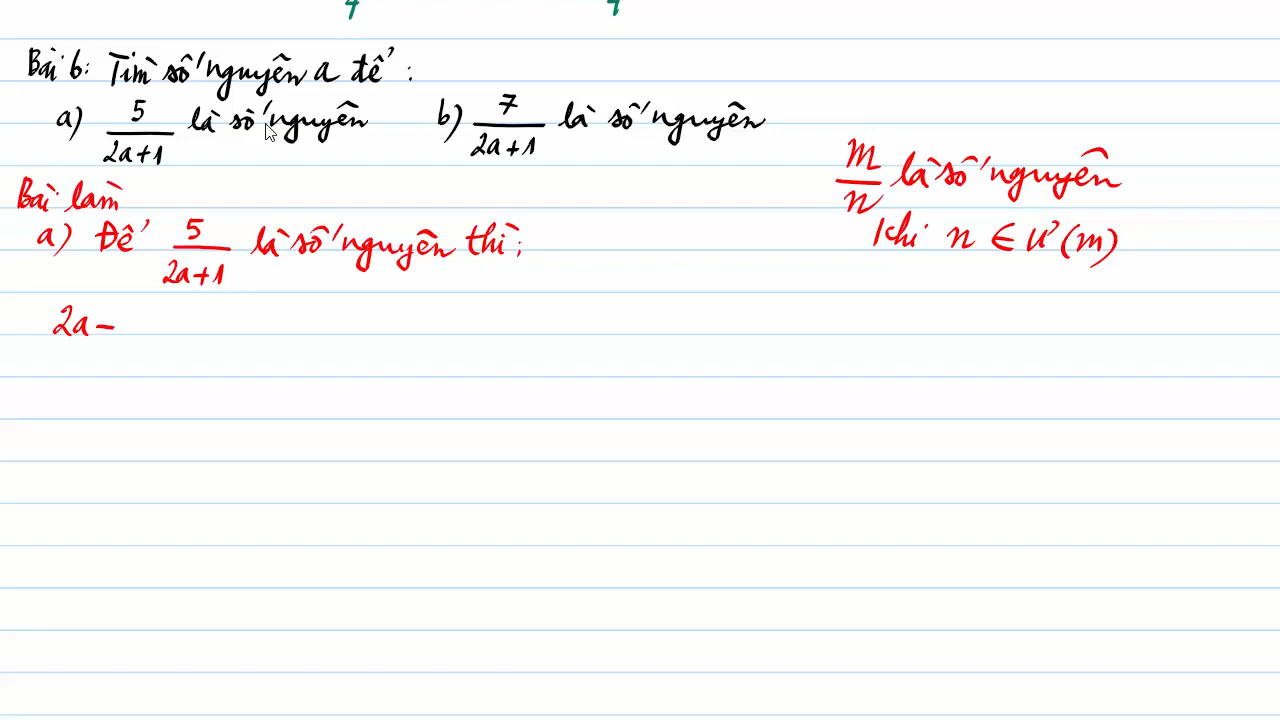 Bài 6: Tìm số nguyên a để :
a) 5/(2a+1) là số nguyên b) 7/(2a+1) là số nguyên
m/n là số nguyên
Khi n ∈ Ư(m)
Bài làm
a) Để 5/(2a+1) là số nguyên thì:
2a -